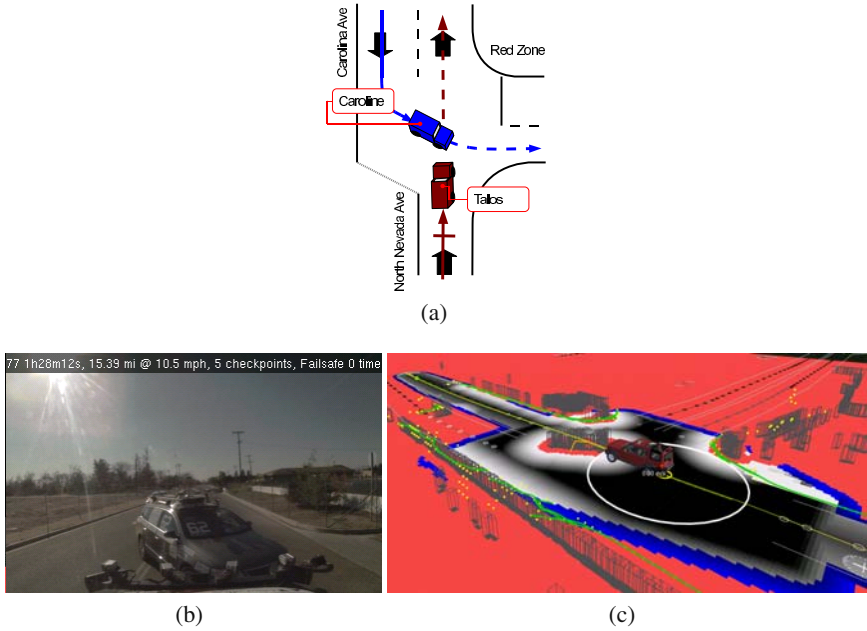 Carolina Ave
Red Zone
Caroline
Talos
North Nevada Ave
(a)
77 1h28m12s, 15.39 mi @ 10.5 mph, 5 checkpoints, Failsafe 0 time
62
(b)
(c)